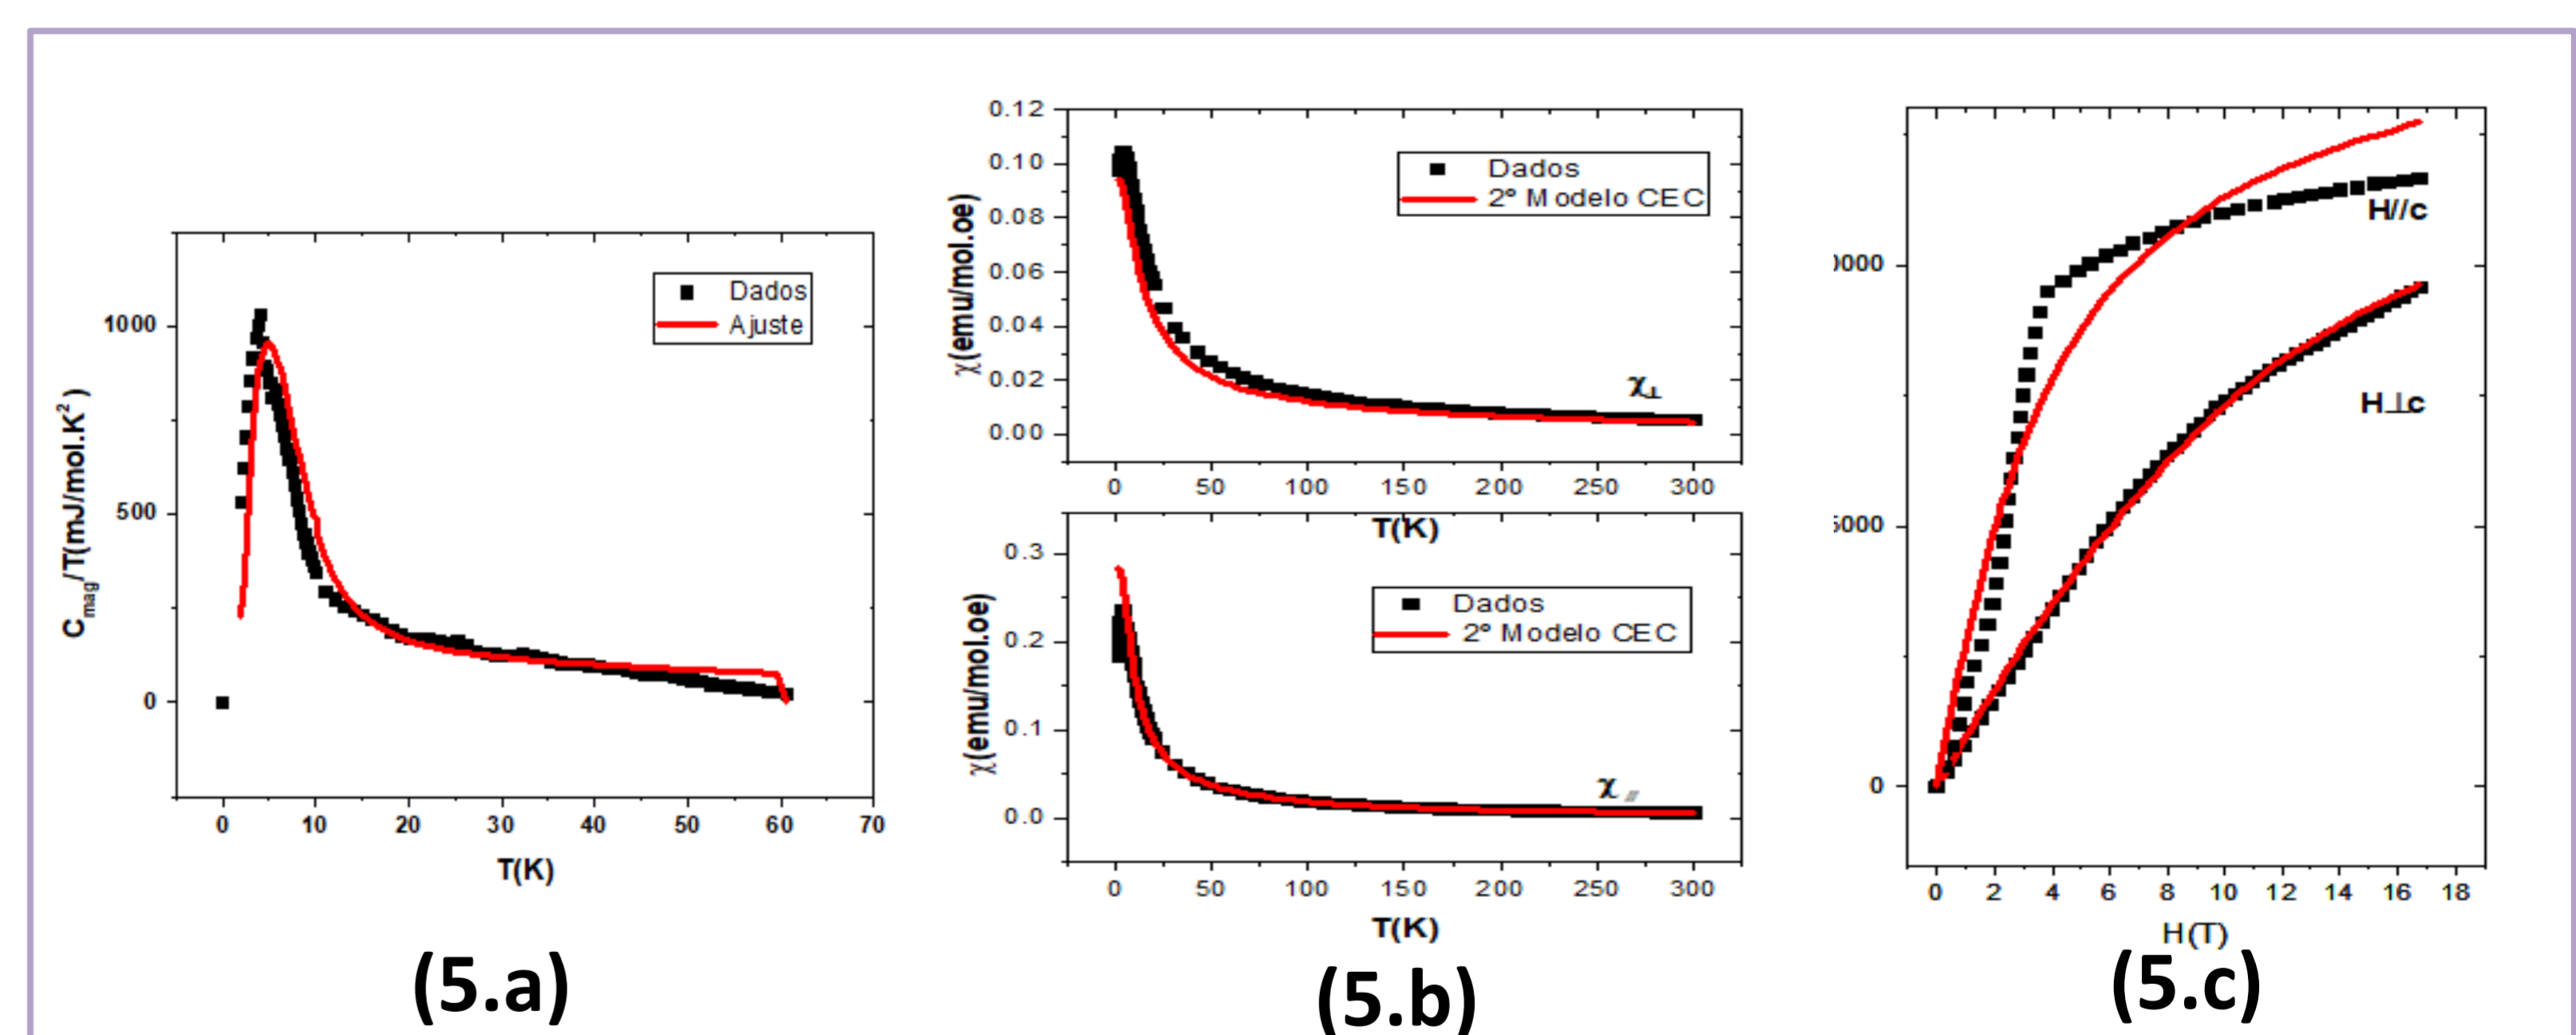 1000
500
0
C_mag/T(mJ/mol.K²)
Dados
Ajuste
0 10 20 30 40 50 60 70
T(K)
(5.a)
0.12
0.10
0.08
0.06
0.04
0.02
0.00
χ(emu/mol.oe)
Dados
2º Modelo CEC
χ⊥
0 50 100 150 200 250 300
T(K)
0.3
0.2
0.1
0.0
χ(emu/mol.oe)
Dados
2º Modelo CEC
χ //
0 50 100 150 200 250 300
T(K)
(5.b)
0000
5000
0
H//c
H⊥c
0 2 4 6 8 10 12 14 16 18
H(T)
(5.c)